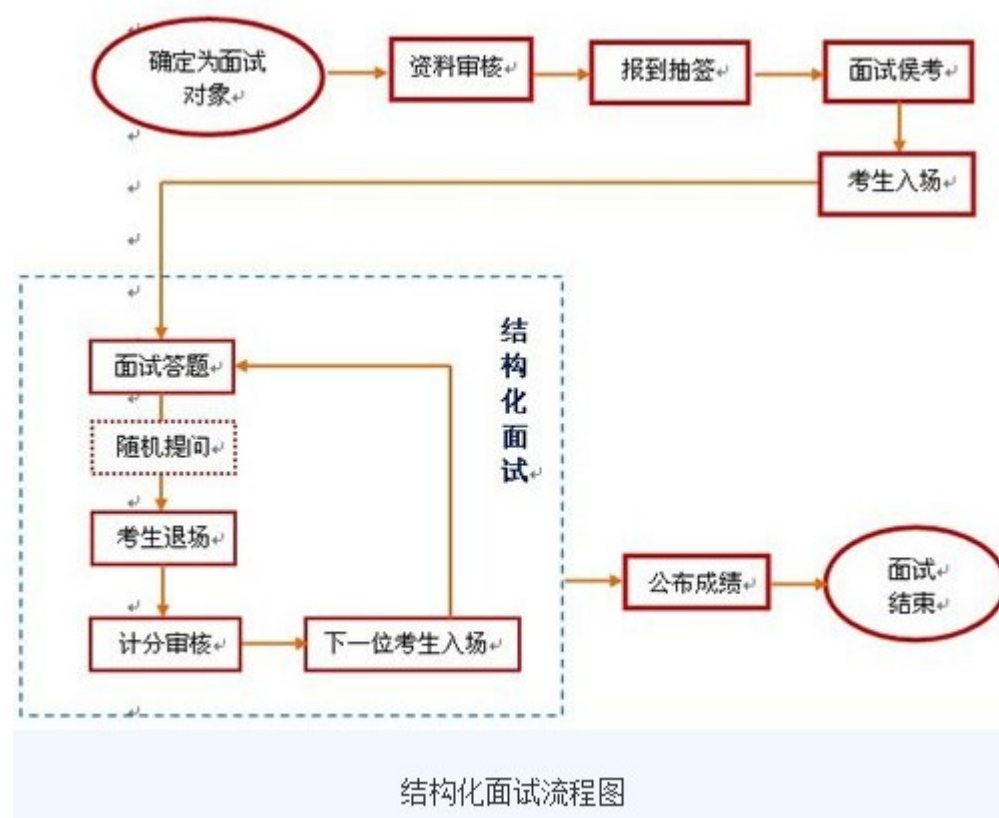 确定为面试
对象
资料审核
报到抽签
面试侯考
考生入场
结
构
化
面
试
面试答题
随机提问
考生退场
计分审核
下一位考生入场
公布成绩
面试
结束
结构化面试流程图